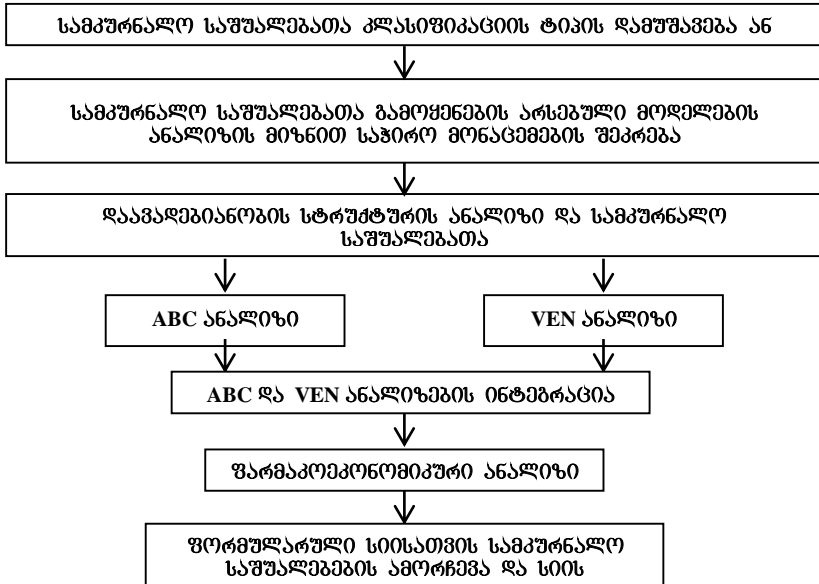 სამკურნალო საშუალებათა კლასიფიკაციის ტიპის დამუშავება ან
სამკურნალო საშუალებათა გამოყენების არსებული მოდელების
ანალიზის მიზნით საჭირო მონაცემების შეკრება
დაავადებიანობის სტრუქტურის ანალიზი და სამკურნალო
საშუალებათა
ABC ანალიზი
VEN ანალიზი
ABC და VEN ანალიზების ინტეგრაცია
ფარმაკოეკონომიკური ანალიზი
ფორმულარული სიისათვის სამკურნალო
საშუალებების ამორჩევა და სიის